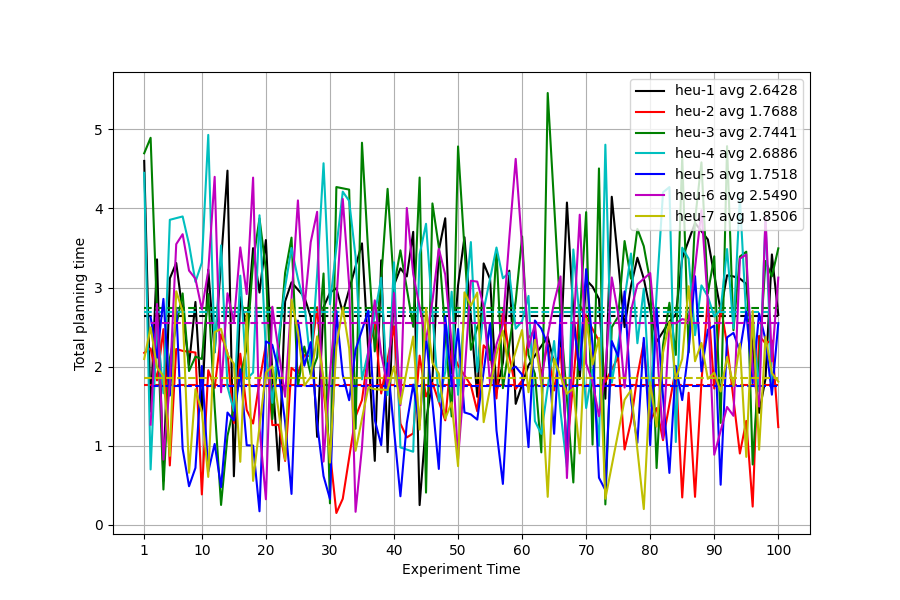 heu-1 avg 2.6428
heu-2 avg 1.7688
heu-3 avg 2.7441
heu-4 avg 2.6886
heu-5 avg 1.7518
heu-6 avg 2.5490
heu-7 avg 1.8506
Total planning time
5
4
3
2
1
0
1 10 20 30 40 50 60 70 80 90 100
Experiment Time